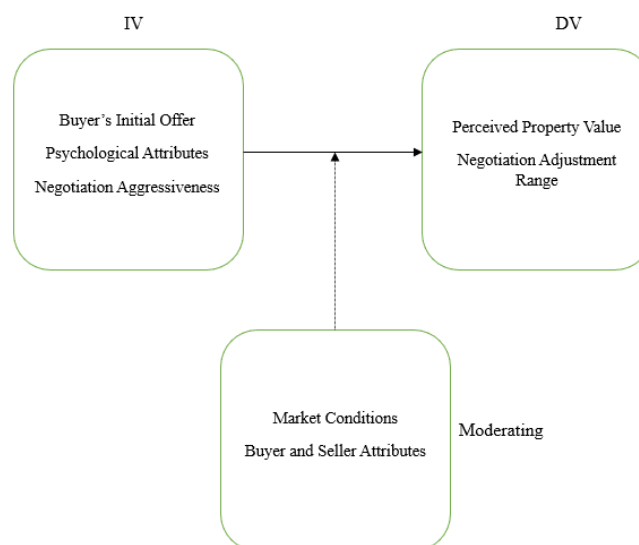 IV
DV
Buyer’s Initial Offer
Psychological Attributes
Negotiation Aggressiveness
Perceived Property Value
Negotiation Adjustment
Range
Market Conditions
Buyer and Seller Attributes
Moderating